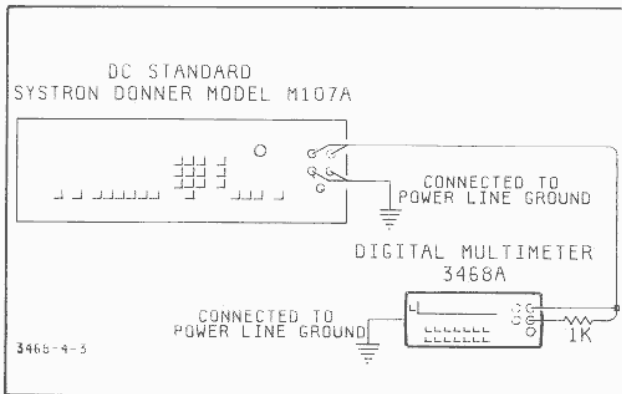 DC STANDARD
SYSTRON DONNER MODEL M107A
CONNECTED TO
POWER LINE GROUND
DIGITAL MULTIMETER
3468A
CONNECTED TO
POWER LINE GROUND
1K
3468-4-3